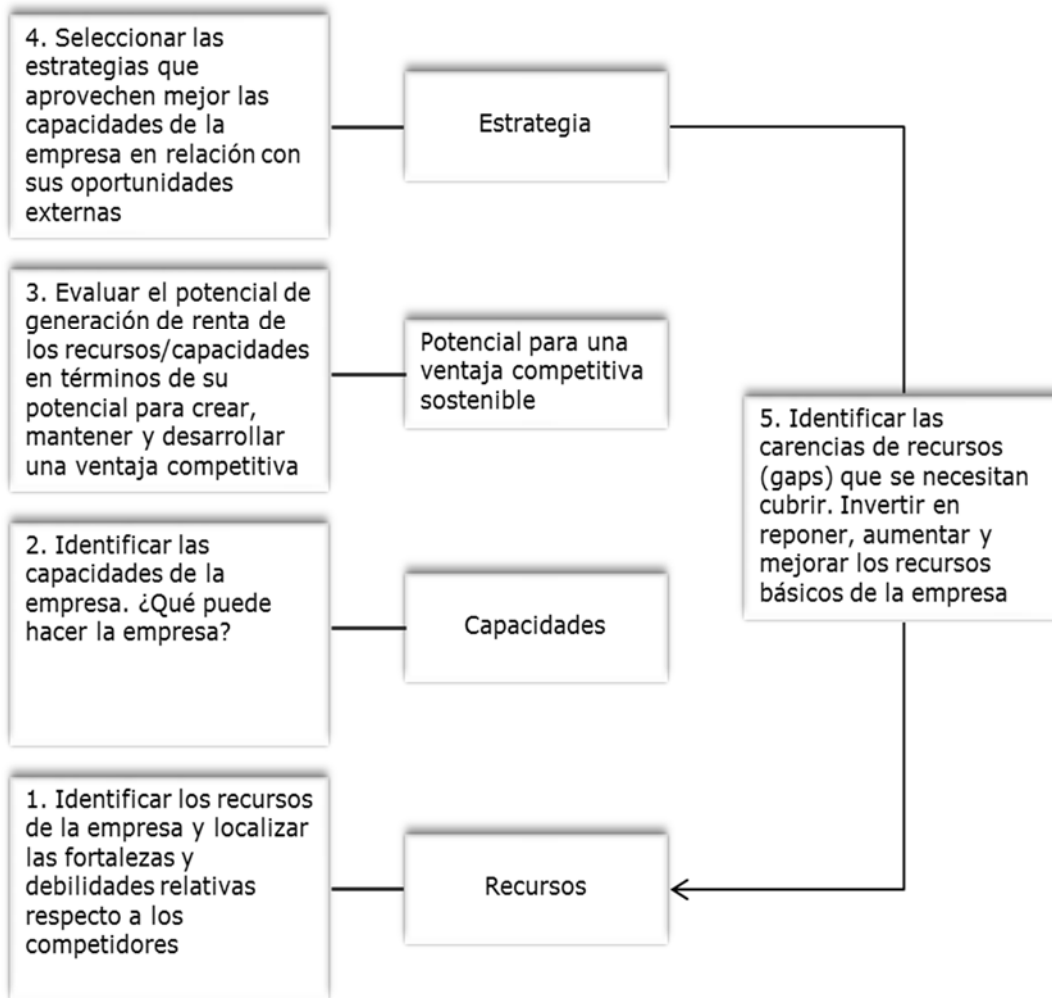 4. Seleccionar las
estrategias que
aprovechen mejor las
capacidades de la
empresa en relación con
sus oportunidades
externas
Estrategia
3. Evaluar el potencial de
generación de renta de
los recursos/capacidades
en términos de su
potencial para crear,
mantener y desarrollar
una ventaja competitiva
Potencial para una
ventaja competitiva
sostenible
5. Identificar las
carencias de recursos
(gaps) que se necesitan
cubrir. Invertir en
reponer, aumentar y
mejorar los recursos
básicos de la empresa
2. Identificar las
capacidades de la
empresa. ¿Qué puede
hacer la empresa?
Capacidades
1. Identificar los recursos
de la empresa y localizar
las fortalezas y
debilidades relativas
respecto a los
competidores
Recursos